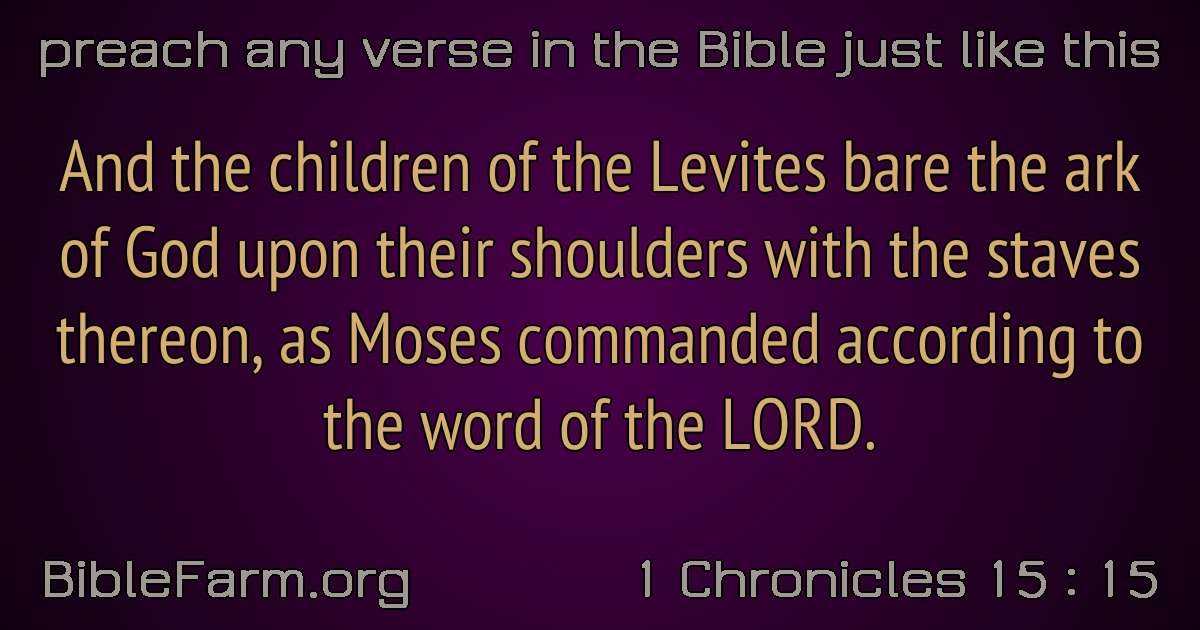 preach any verse in the Bible just like this
And the children of the Levites bare the ark
of God upon their shoulders with the staves
thereon, as Moses commanded according to
the word of the LORD.
BibleFarm.org
1 Chronicles 15 : 15